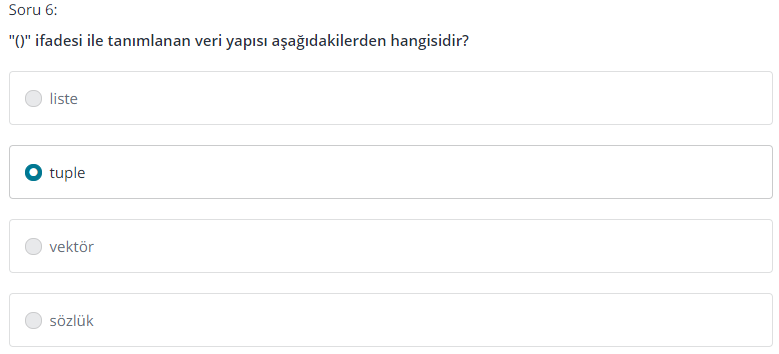 Soru 6:
"()" ifadesi ile tanımlanan veri yapısı aşağıdakilerden hangisidir?
liste
tuple
vektör
sözlük